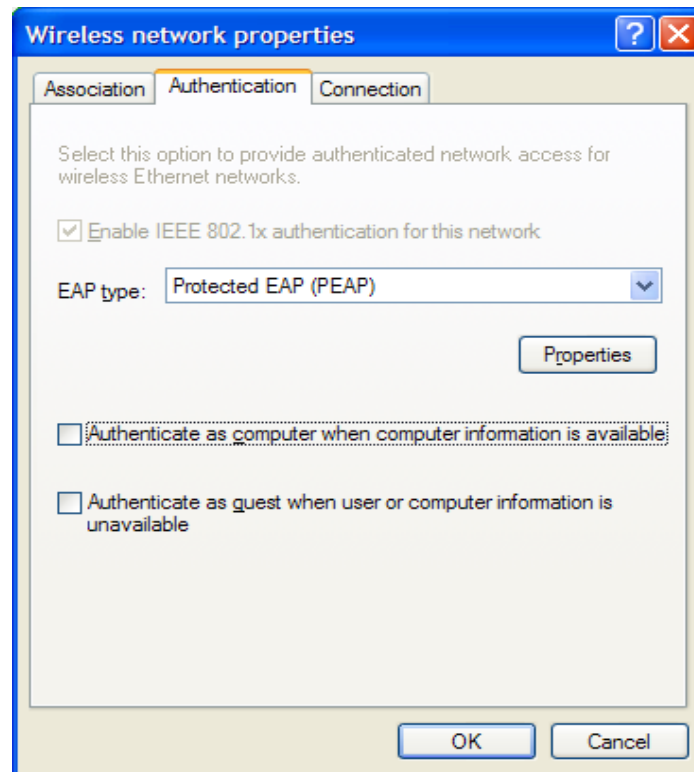 Wireless network properties
Association
Authentication
Connection
Select this option to provide authenticated network access for
wireless Ethernet networks.
Enable IEEE 802.1x authentication for this network
EAP type:
Protected EAP (PEAP)
Properties
Authenticate as computer when computer information is available
Authenticate as guest when user or computer information is
unavailable
OK
Cancel